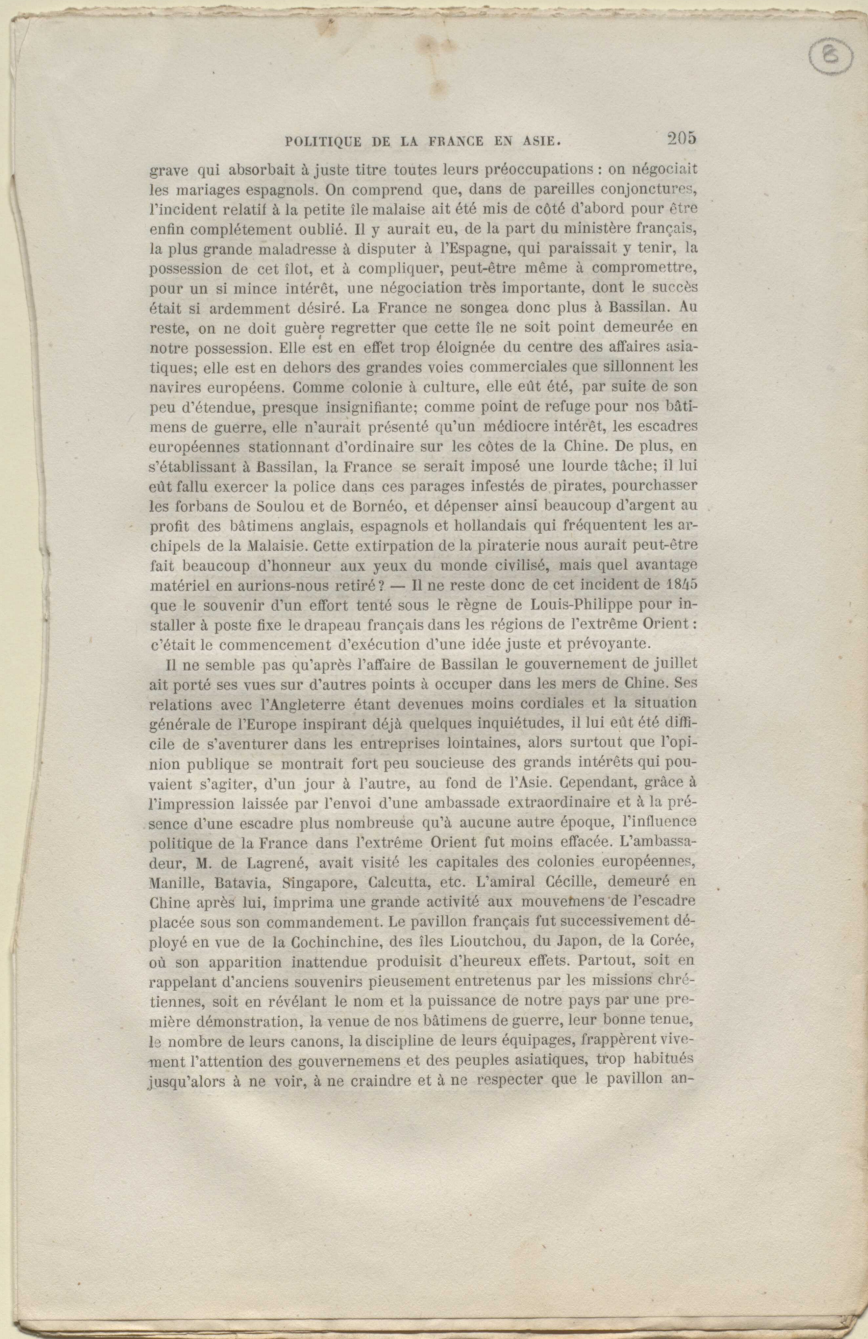 8
POLITIQUE DE LA FRANCE EN ASIE. 205
grave qui absorbait à juste titre toutes leurs préoccupations : on négociait
les mariages espagnols. On comprend que, dans de pareilles conjonctures,
l'incident relatif à la petite île malaise ait été mis de côté d'abord pour être
enfin complétement oublié. Il y aurait eu, de la part du ministère français,
la plus grande maladresse à disputer à l'Espagne, qui paraissait y tenir, la
possession de cet îlot, et à compliquer, peut-être même à compromettre,
pour un si mince intérêt, une négociation très importante, dont le succès
était si ardemment désiré. La France ne songea donc plus à Bassilan. Au
reste, on ne doit guère regretter que cette île ne soit point demeurée en
notre possession. Elle est en effet trop éloignée du centre des affaires asia-
tiques; elle est en dehors des grandes voies commerciales que sillonnent les
navires européens. Comme colonie à culture, elle eût été, par suite de son
peu d'étendue, presque insignifiante; comme point de refuge pour nos bâti-
mens de guerre, elle n'aurait présenté qu'un médiocre intérêt, les escadres
européennes stationnant d'ordinaire sur les côtes de la Chine. De plus, en
s'établissant à Bassilan, la France se serait imposé une lourde tâche; il lui
eût fallu exercer la police dans ces parages infestés de pirates, pourchasser
les forbans de Soulou et de Bornéo, et dépenser ainsi beaucoup d'argent au
profit des bâtimens anglais, espagnols et hollandais qui fréquentent les ar-
chipels de la Malaisie. Cette extirpation de la piraterie nous aurait peut-être
fait beaucoup d'honneur aux yeux du monde civilisé, mais quel avantage
matériel en aurions-nous retiré? — Il ne reste donc de cet incident de 1845
que le souvenir d'un effort tenté sous le règne de Louis-Philippe pour in-
staller à poste fixe le drapeau français dans les régions de l'extrême Orient :
c'était le commencement d'exécution d'une idée juste et prévoyante.
Il ne semble pas qu'après l'affaire de Bassilan le gouvernement de juillet
ait porté ses vues sur d'autres points à occuper dans les mers de Chine. Ses
relations avec l'Angleterre étant devenues moins cordiales et la situation
générale de l'Europe inspirant déjà quelques inquiétudes, il lui eût été diffi-
cile de s'aventurer dans les entreprises lointaines, alors surtout que l'opi-
nion publique se montrait fort peu soucieuse des grands intérêts qui pou-
vaient s'agiter, d'un jour à l'autre, au fond de l'Asie. Cependant, grâce à
l'impression laissée par l'envoi d'une ambassade extraordinaire et à la pré-
sence d'une escadre plus nombreuse qu'à aucune autre époque, l'influence
politique de la France dans l'extrême Orient fut moins effacée. L'ambassa-
deur, M. de Lagrené, avait visité les capitales des colonies européennes,
Manille, Batavia, Singapore, Calcutta, etc. L'amiral Cécille, demeuré en
Chine après lui, imprima une grande activité aux mouvemens de l'escadre
placée sous son commandement. Le pavillon français fut successivement dé-
ployé en vue de la Cochinchine, des îles Lioutchou, du Japon, de la Corée,
où son apparition inattendue produisit d'heureux effets. Partout, soit en
rappelant d'anciens souvenirs pieusement entretenus par les missions chré-
tiennes, soit en révélant le nom et la puissance de notre pays par une pre-
mière démonstration, la venue de nos bâtimens de guerre, leur bonne tenue,
le nombre de leurs canons, la discipline de leurs équipages, frappèrent vive-
ment l'attention des gouvernemens et des peuples asiatiques, trop habitués
jusqu'alors à ne voir, à ne craindre et à ne respecter que le pavillon an-